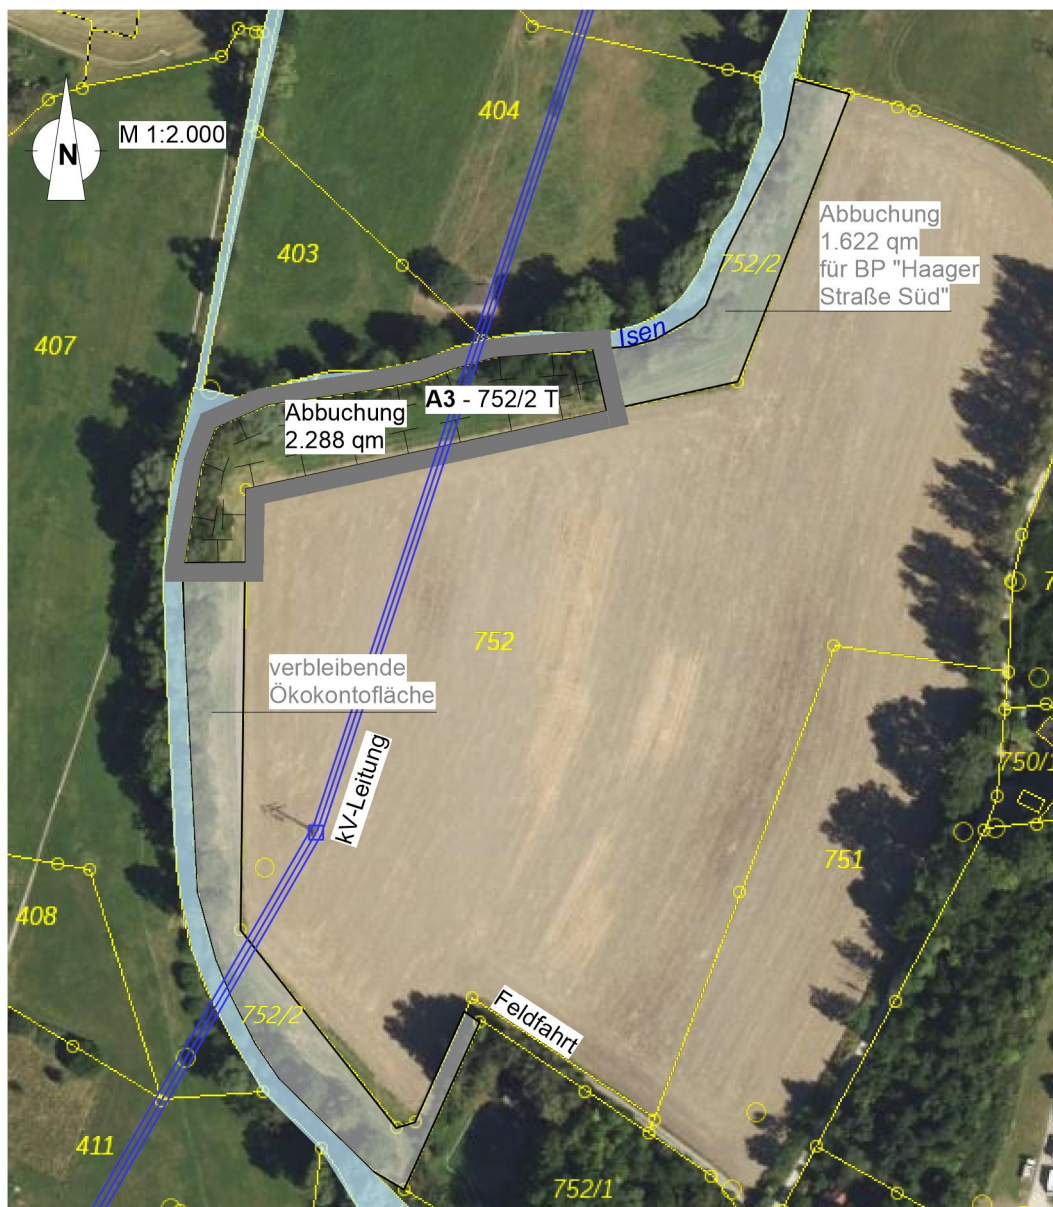 N
M 1:2.000
404
403
407
Abbuchung
1.622 qm
für BP "Haager
Straße Süd"
752/2
Isen
A3 - 752/2 T
Abbuchung
2.288 qm
752
verbleibende
Ökokontofläche
kV-Leitung
750/1
751
408
752/2
Feldfahrt
411
752/1